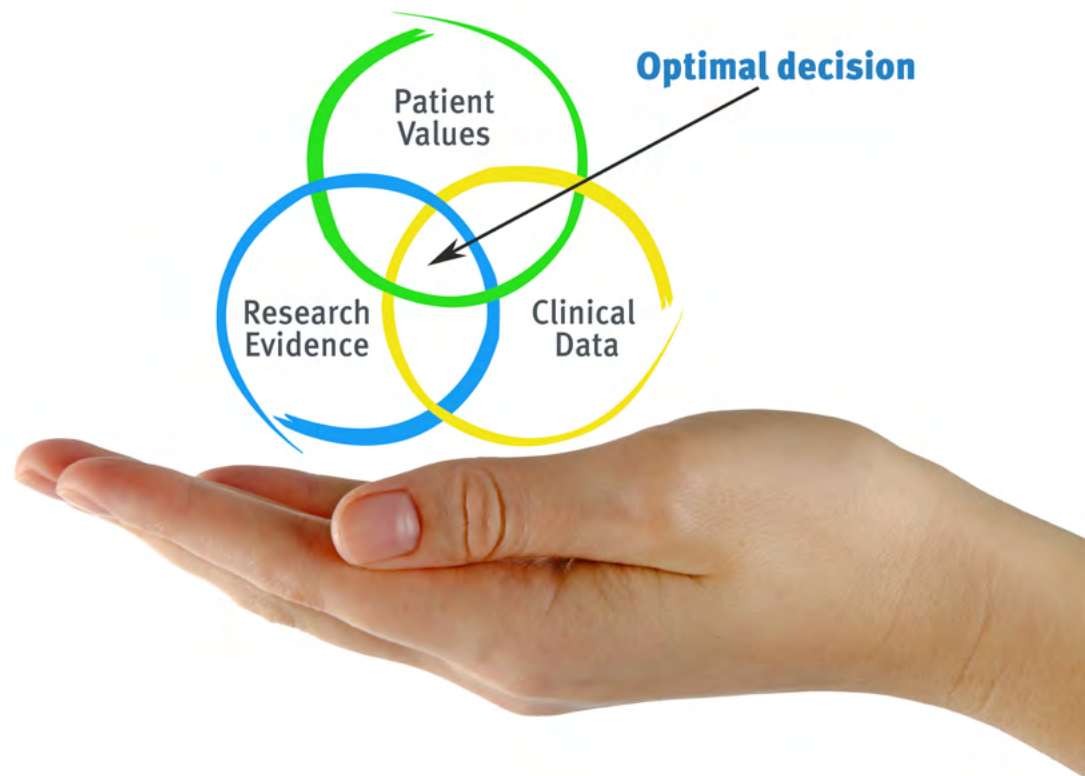 Optimal decision
Patient
Values
Research
Evidence
Clinical
Data